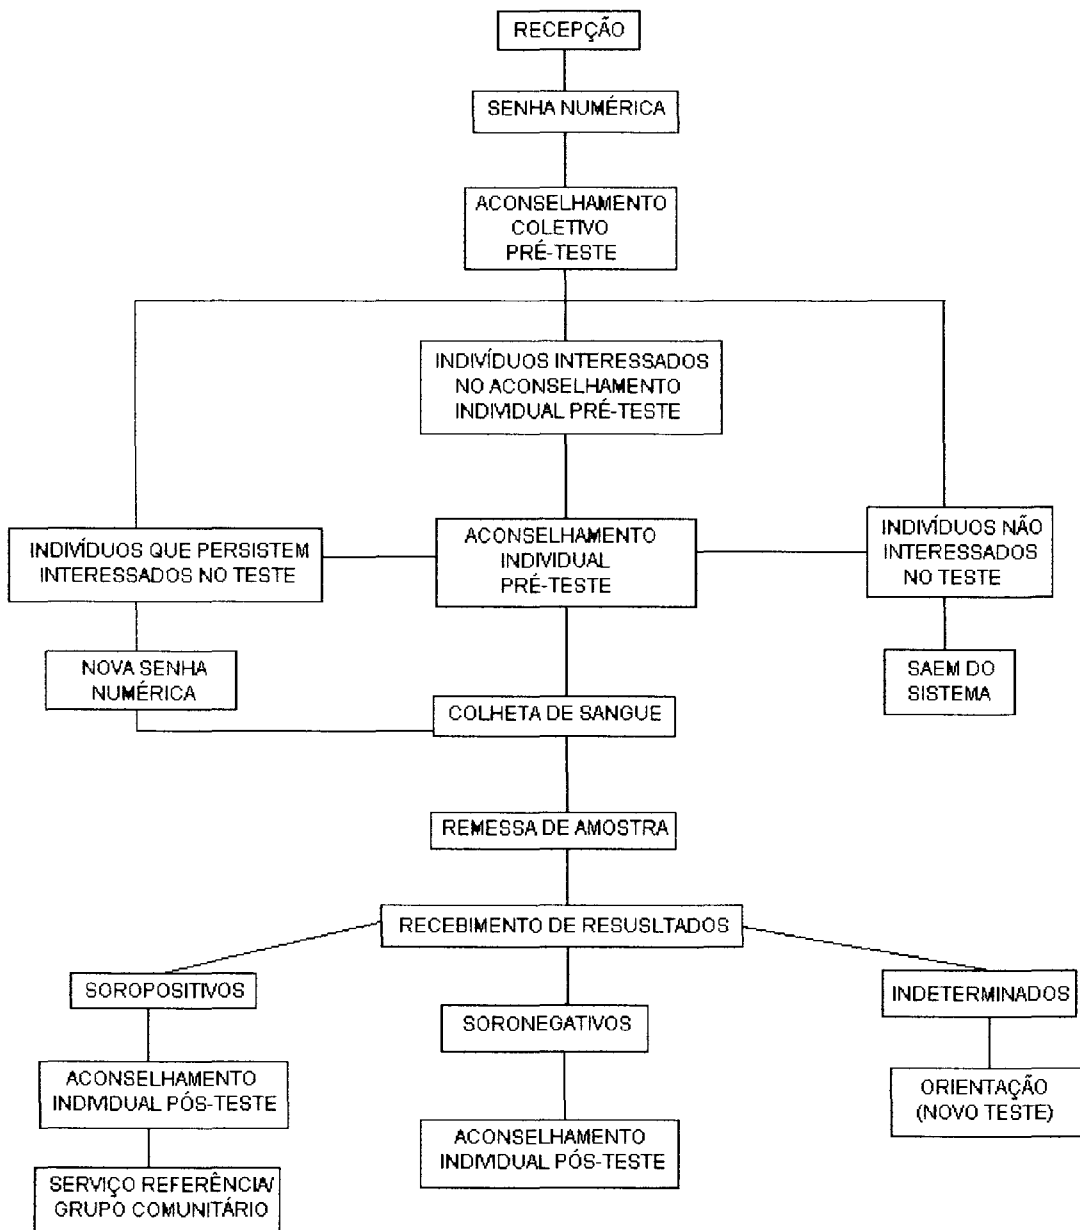 RECEPÇÃO
SENHA NUMÉRICA
ACONSELHAMENTO
COLETIVO
PRÉ-TESTE
INDIVÍDUOS INTERESSADOS
NO ACONSELHAMENTO
INDIVIDUAL PRÉ-TESTE
INDIVÍDUOS QUE PERSISTEM
INTERESSADOS NO TESTE
ACONSELHAMENTO
INDIVIDUAL
PRÉ-TESTE
INDIVÍDUOS NÃO
INTERESSADOS
NO TESTE
NOVA SENHA
NUMÉRICA
SAEM DO
SISTEMA
COLHETA DE SANGUE
REMESSA DE AMOSTRA
RECEBIMENTO DE RESUSLTADOS
SOROPOSITIVOS
SORONEGATIVOS
INDETERMINADOS
ACONSELHAMENTO
INDIVIDUAL PÓS-TESTE
ACONSELHAMENTO
INDIVIDUAL PÓS-TESTE
ORIENTAÇÃO
(NOVO TESTE)
SERVIÇO REFERÊNCIA/
GRUPO COMUNITÁRIO